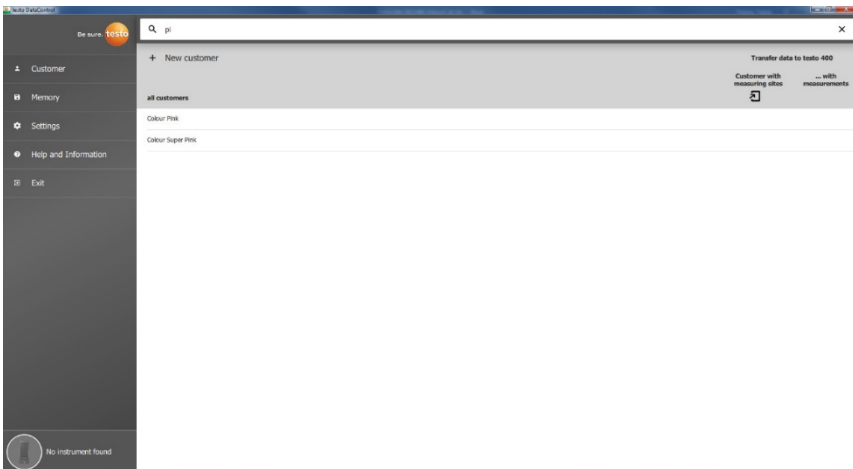 testo DataControl
Be sure. testo
Customer
Memory
Settings
Help and Information
Exit
No instrument found
pi
+ New customer
Transfer data to testo 400
Customer with measuring sites
... with measurements
all customers
Colour Pink
Colour Super Pink